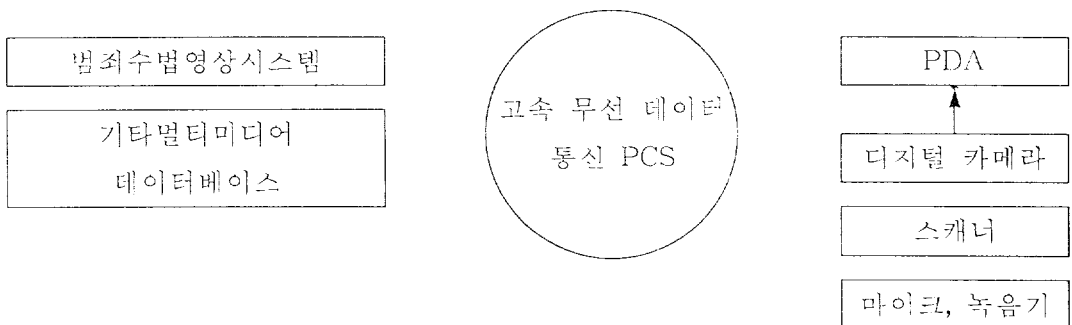 범죄수법영상시스템
기타멀티미디어
데이터베이스
고속 무선 데이터
통신 PCS
PDA
디지털 카메라
스캐너
마이크, 녹음기